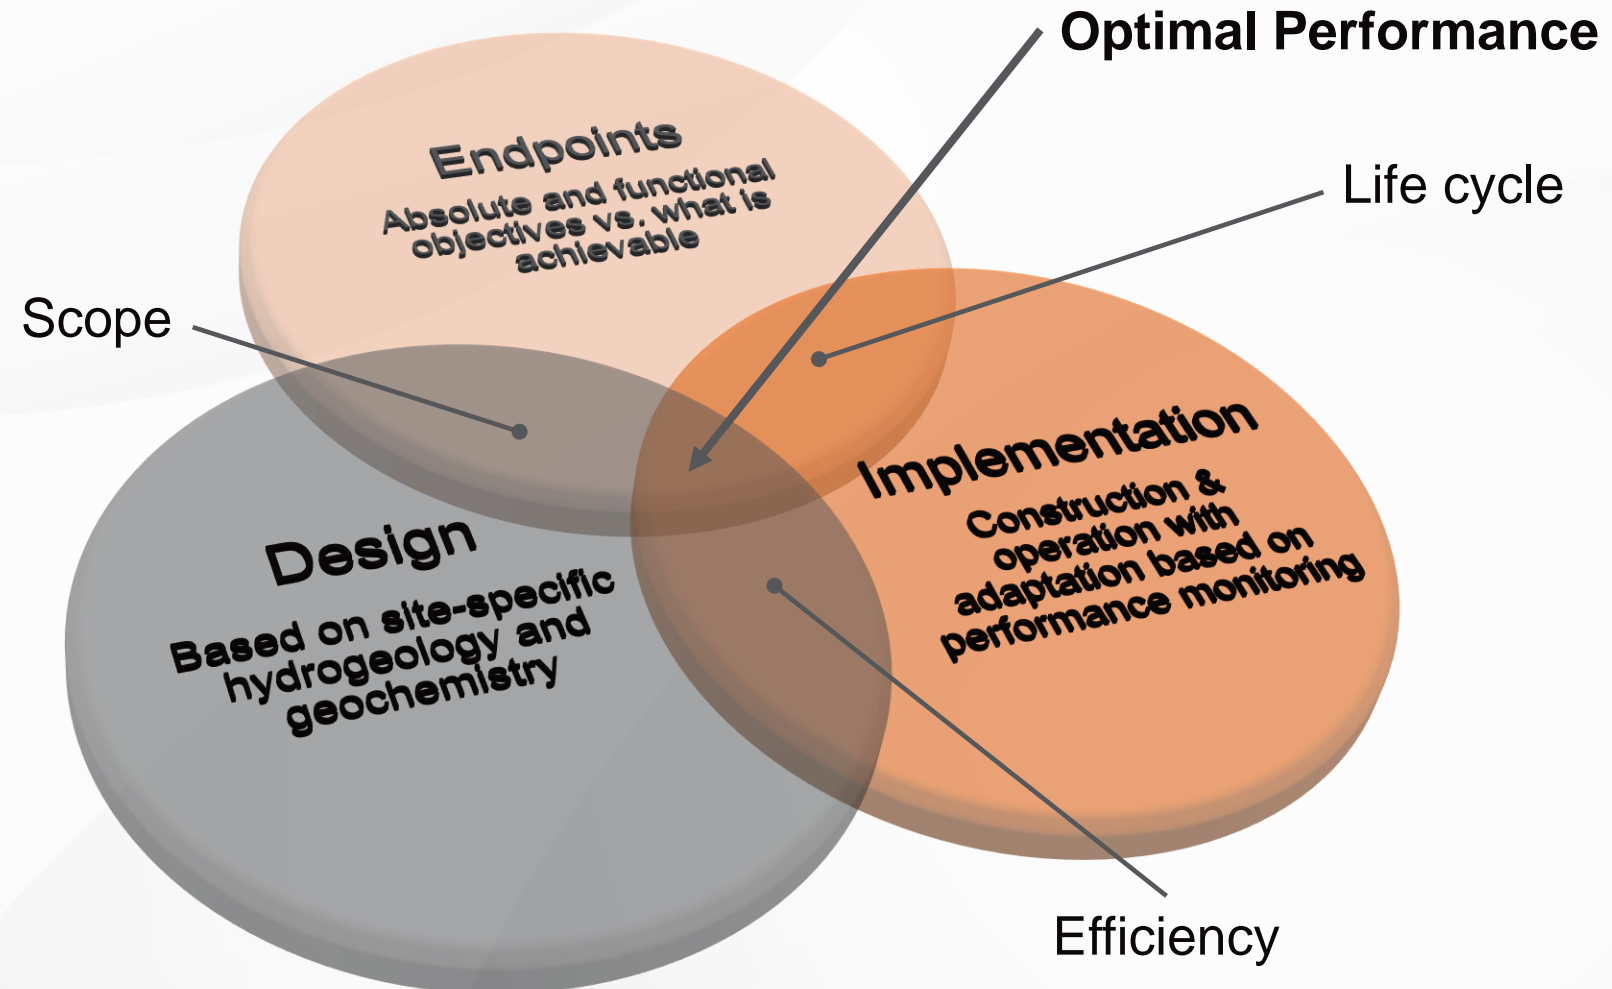 Optimal Performance
Endpoints
Absolute and functional
objectives vs. what is
achievable
Life cycle
Scope
Implementation
Construction &
operation with
adaptation based on
performance monitoring
Design
Based on site-specific
hydrogeology and
geochemistry
Efficiency